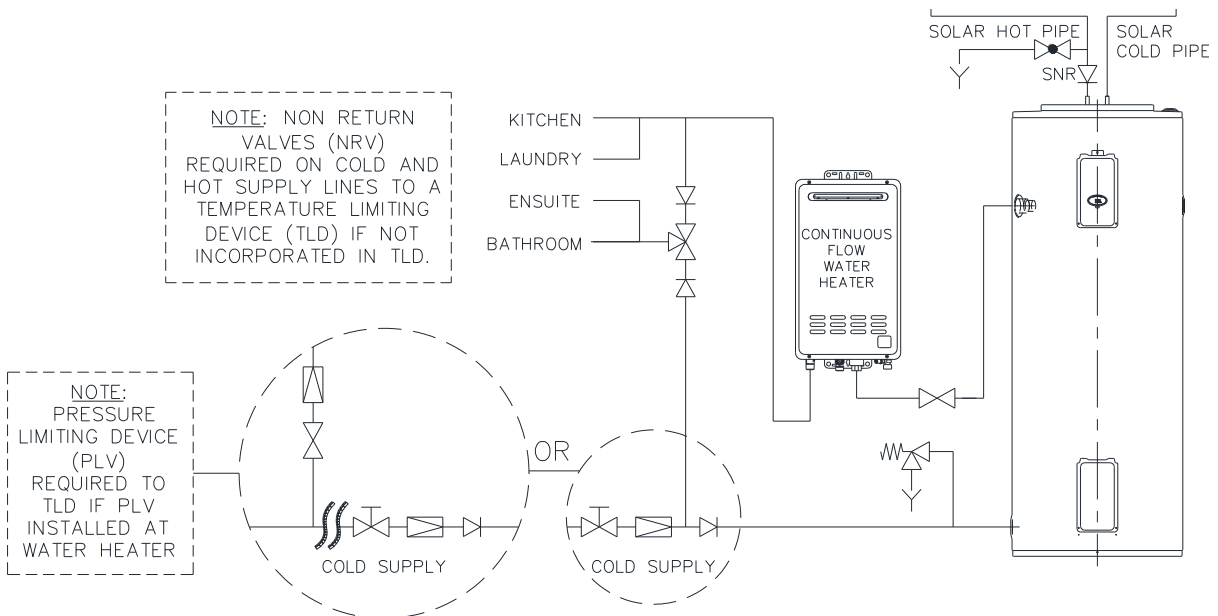 SOLAR HOT PIPE
SOLAR
COLD PIPE
SNR
NOTE: NON RETURN
VALVES (NRV)
REQUIRED ON COLD AND
HOT SUPPLY LINES TO A
TEMPERATURE LIMITING
DEVICE (TLD) IF NOT
INCORPORATED IN TLD.
KITCHEN
LAUNDRY
ENSUITE
BATHROOM
CONTINUOUS
FLOW
WATER
HEATER
NOTE:
PRESSURE
LIMITING DEVICE
(PLV)
REQUIRED TO
TLD IF PLV
INSTALLED AT
WATER HEATER
OR
COLD SUPPLY
COLD SUPPLY